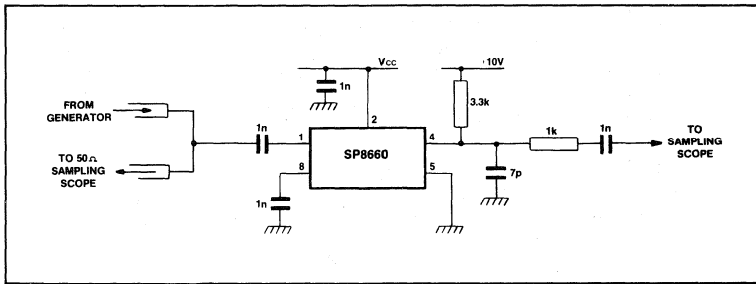 VCC
10V
1n
3.3k
FROM
GENERATOR
1n
1
2
4
1k
1n
TO
SAMPLING
SCOPE
SP8660
TO 50Ω
SAMPLING
SCOPE
8
5
7p
1n